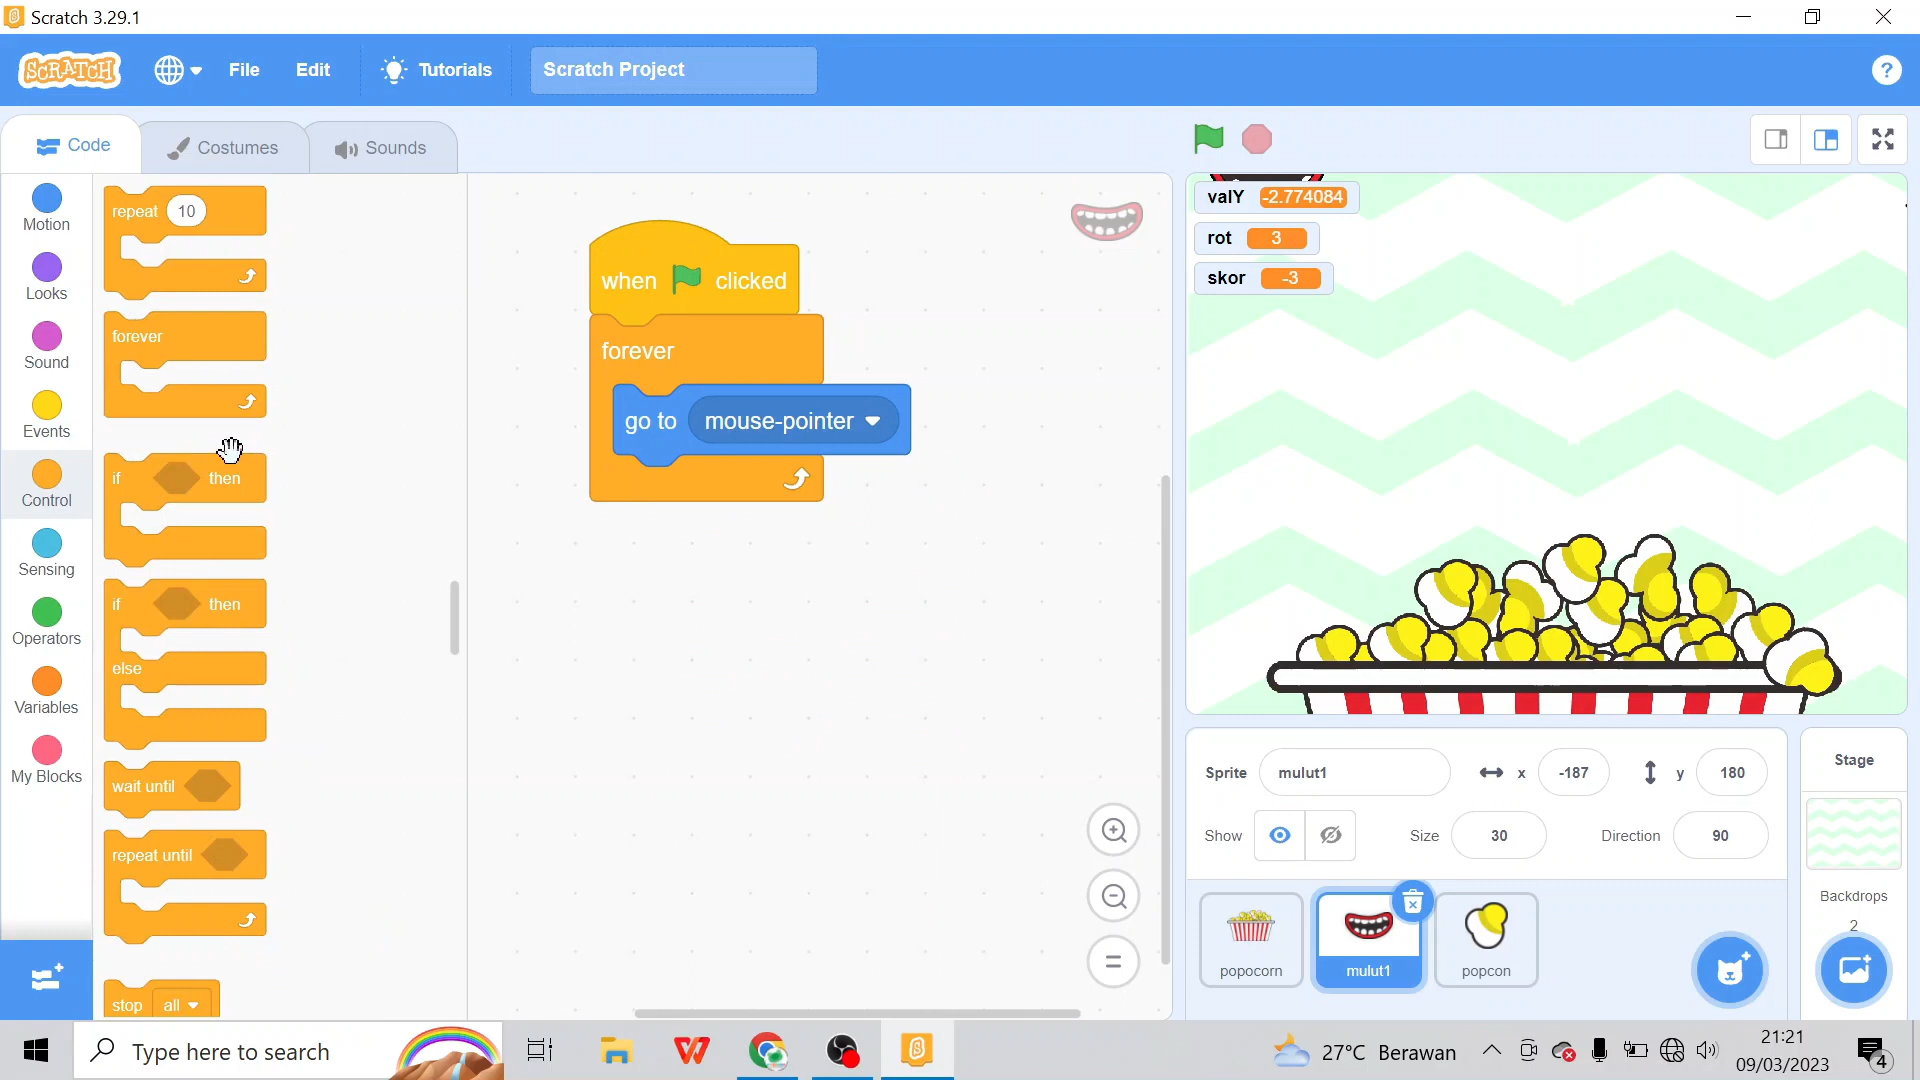 Scratch 3.29.1
SCRATCH
File
Edit
Tutorials
Scratch Project
?
Code
Costumes
Sounds
Motion
Looks
Sound
Events
Control
Sensing
Operators
Variables
My Blocks
repeat 10
forever
if then
if then
else
wait until
repeat until
stop all
when clicked
forever
go to mouse-pointer
valY -2.774084
rot 3
skor -3
Sprite mulut1 x -187 y 180
Show Size 30 Direction 90
popocorn
mulut1
popcon
Stage
Backdrops
2
Type here to search
27°C Berawan
21:21
09/03/2023
4